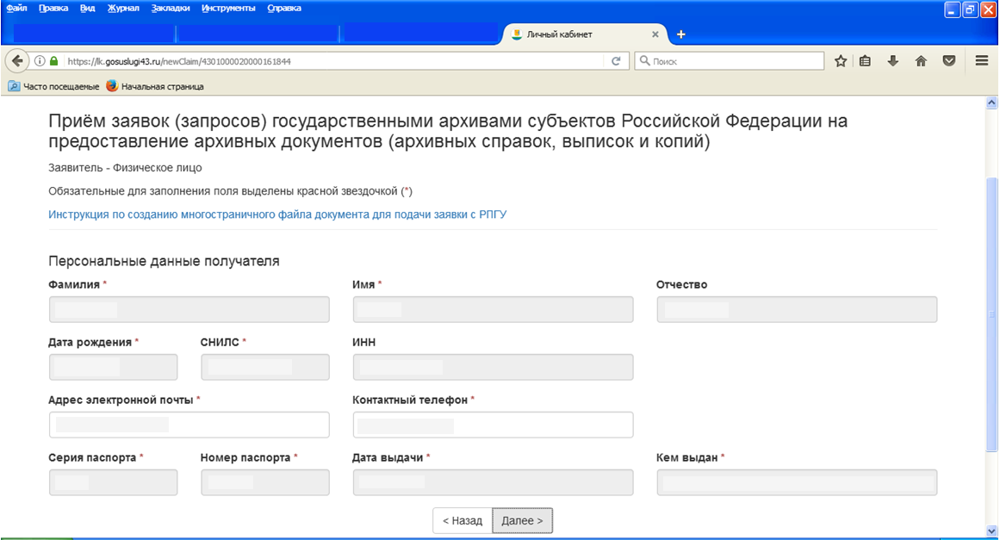 Файл Правка Вид Журнал Закладки Инструменты Справка
Личный кабинет
https://lk.gosuslugi43.ru/newClaim/4301000020000161844
Поиск
Часто посещаемые Начальная страница
Приём заявок (запросов) государственными архивами субъектов Российской Федерации на
предоставление архивных документов (архивных справок, выписок и копий)
Заявитель - Физическое лицо
Обязательные для заполнения поля выделены красной звездочкой (*)
Инструкция по созданию многостраничного файла документа для подачи заявки с РПГУ
Персональные данные получателя
Фамилия * Имя * Отчество
Дата рождения * СНИЛС * ИНН
Адрес электронной почты * Контактный телефон *
Серия паспорта * Номер паспорта * Дата выдачи * Кем выдан *
< Назад Далее >